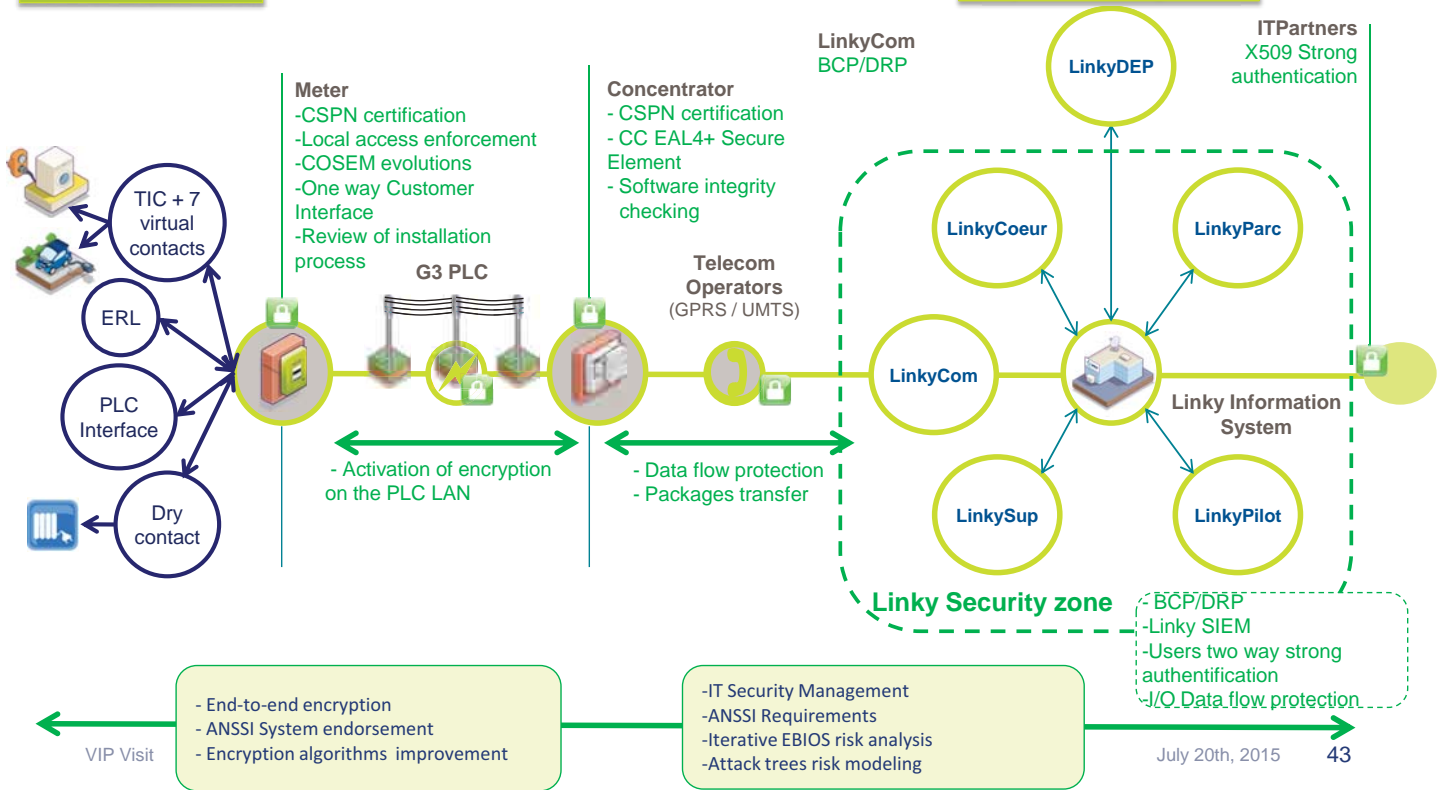 LinkyCom
BCP/DRP
LinkyDEP
ITPartners
X509 Strong
authentication
Meter
-CSPN certification
-Local access enforcement
-COSEM evolutions
-One way Customer
Interface
-Review of installation
process
Concentrator
- CSPN certification
- CC EAL4+ Secure
Element
- Software integrity
checking
TIC + 7
virtual
contacts
ERL
PLC
Interface
Dry
contact
G3 PLC
Telecom
Operators
(GPRS / UMTS)
LinkyCoeur
LinkyParc
LinkyCom
Linky Information
System
LinkySup
LinkyPilot
- Activation of encryption
on the PLC LAN
- Data flow protection
- Packages transfer
Linky Security zone
- BCP/DRP
-Linky SIEM
-Users two way strong
authentification
-I/O Data flow protection
- End-to-end encryption
- ANSSI System endorsement
- Encryption algorithms improvement
-IT Security Management
-ANSSI Requirements
-Iterative EBIOS risk analysis
-Attack trees risk modeling
VIP Visit
July 20th, 2015
43